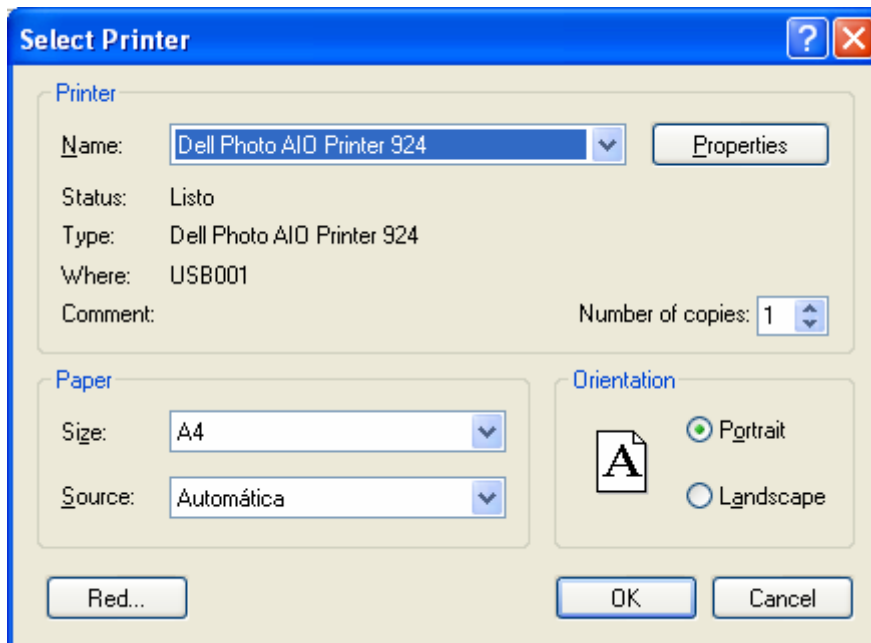 Select Printer
Printer
Name: Dell Photo AIO Printer 924 Properties
Status: Listo
Type: Dell Photo AIO Printer 924
Where: USB001
Comment: Number of copies: 1
Paper
Size: A4
Source: Automática
Orientation
A
Portrait
Landscape
Red... OK Cancel